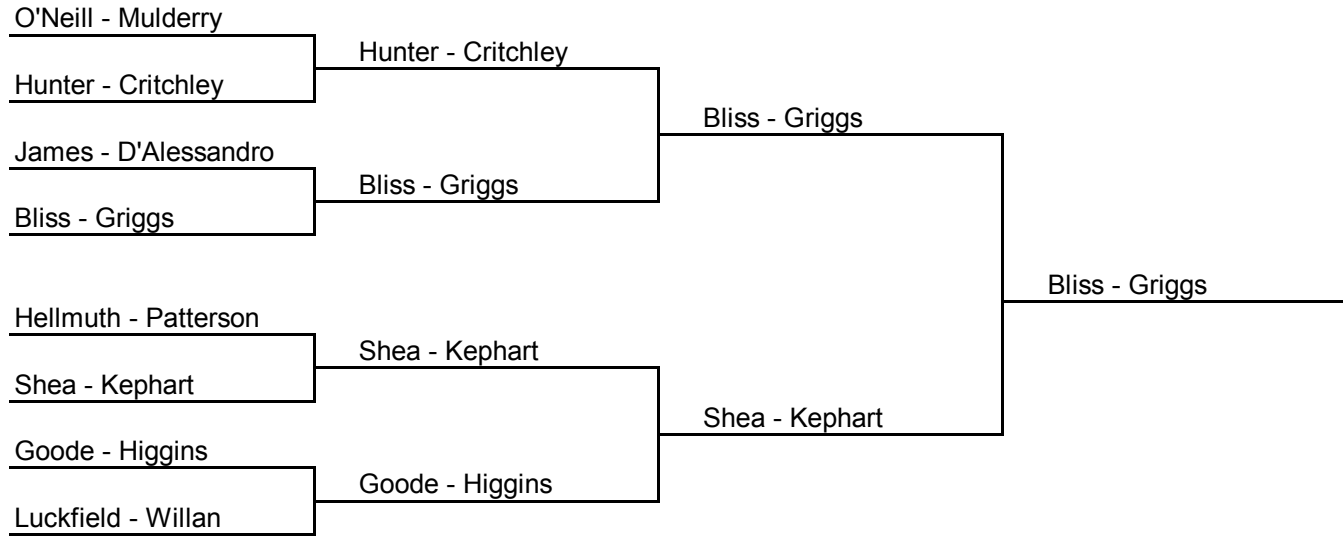 O'Neill - Mulderry
Hunter - Critchley
Hunter - Critchley
Bliss - Griggs
James - D'Alessandro
Bliss - Griggs
Bliss - Griggs
Bliss - Griggs
Hellmuth - Patterson
Shea - Kephart
Shea - Kephart
Shea - Kephart
Goode - Higgins
Goode - Higgins
Luckfield - Willan